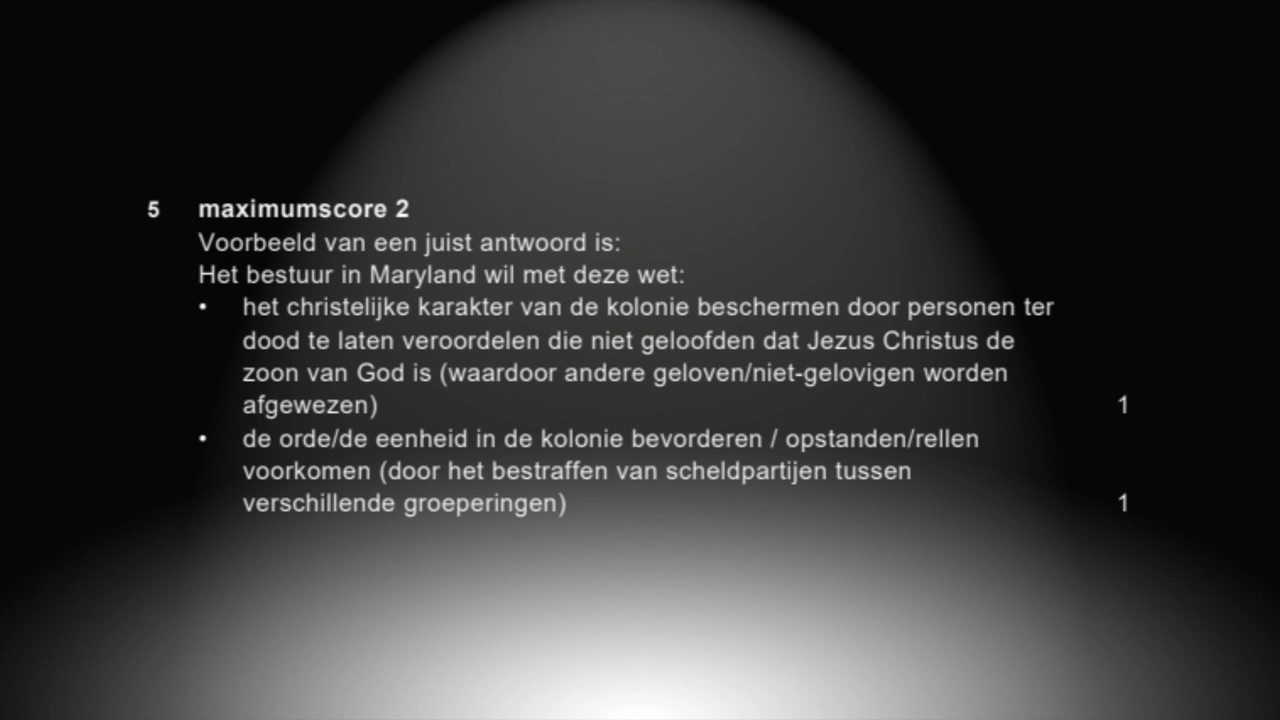 5 maximumscore 2
Voorbeeld van een juist antwoord is:
Het bestuur in Maryland wil met deze wet:
• het christelijke karakter van de kolonie beschermen door personen ter
dood te laten veroordelen die niet geloofden dat Jezus Christus de
zoon van God is (waardoor andere geloven/niet-gelovigen worden
afgewezen) 1
• de orde/de eenheid in de kolonie bevorderen / opstanden/rellen
voorkomen (door het bestraffen van scheldpartijen tussen
verschillende groeperingen) 1